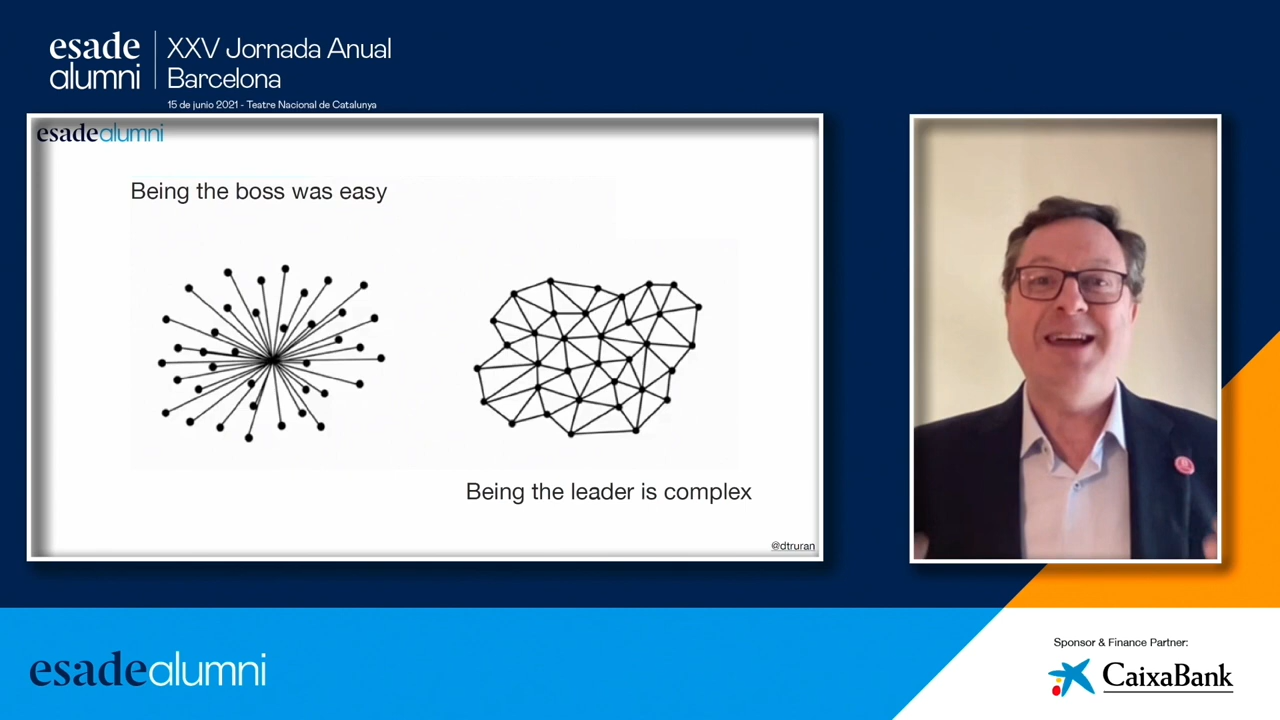 esade
alumni
XXV Jornada Anual
Barcelona
15 de junio 2021 - Teatre Nacional de Catalunya
esadealumni
Being the boss was easy
Being the leader is complex
@dtruran
esadealumni
Sponsor & Finance Partner:
CaixaBank